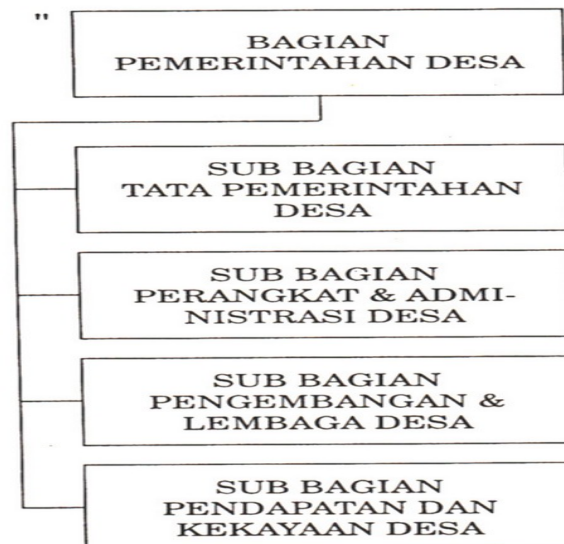 "
BAGIAN
PEMERINTAHAN DESA
SUB BAGIAN
TATA PEMERINTAHAN
DESA
SUB BAGIAN
PERANGKAT & ADMI-
NISTRASI DESA
SUB BAGIAN
PENGEMBANGAN &
LEMBAGA DESA
SUB BAGIAN
PENDAPATAN DAN
KEKAYAAN DESA